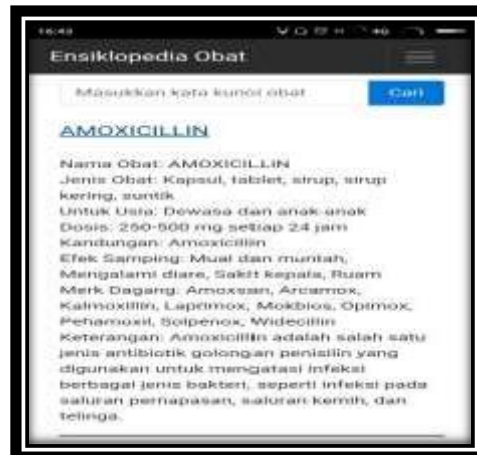 16:49
4G
Ensiklopedia Obat
Masukkan kata kunci obat
Cari
AMOXICILLIN
Nama Obat: AMOXICILLIN
Jenis Obat: Kapsul, tablet, sirup, sirup
kering, suntik
Untuk Usia: Dewasa dan anak-anak
Dosis: 250-500 mg setiap 24 jam
Kandungan: Amoxicillin
Efek Samping: Mual dan muntah,
Mengalami diare, Sakit kepala, Ruam
Merk Dagang: Amoxsan, Arcamox,
Kalmoxillin, Laprimox, Mokbios, Opimox,
Pehamoxil, Solpenox, Widecillin
Keterangan: Amoxicillin adalah salah satu
jenis antibiotik golongan penisilin yang
digunakan untuk mengatasi infeksi
berbagai jenis bakteri, seperti infeksi pada
saluran pernapasan, saluran kemih, dan
telinga.